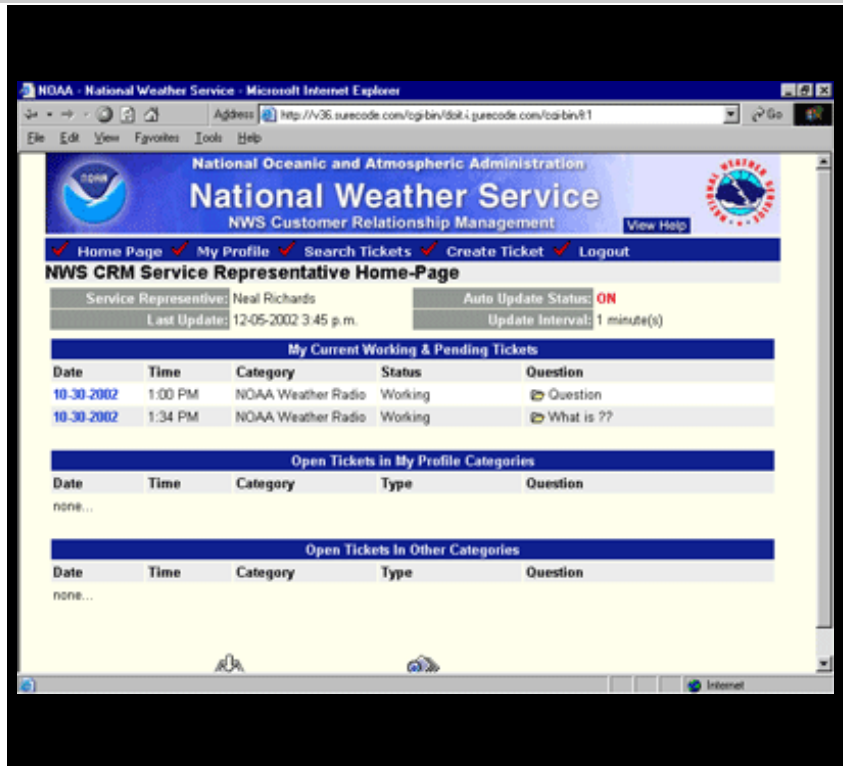 NOAA - National Weather Service - Microsoft Internet Explorer
Address http://v36.surecode.com/cgi-bin/doit.i Go
File Edit View Favorites Tools Help
NOAA
National Oceanic and Atmospheric Administration
National Weather Service
NWS Customer Relationship Management
View Help
Home Page My Profile Search Tickets Create Ticket Logout
NWS CRM Service Representative Home-Page
Service Representive: Neal Richards Auto Update Status: ON
Last Update: 12-05-2002 3:45 p.m. Update Interval: 1 minute(s)
My Current Working & Pending Tickets
Date Time Category Status Question
10-30-2002 1:00 PM NOAA Weather Radio Working Question
10-30-2002 1:34 PM NOAA Weather Radio Working What is ??
Open Tickets in My Profile Categories
Date Time Category Type Question
none...
Open Tickets In Other Categories
Date Time Category Type Question
none...
Internet